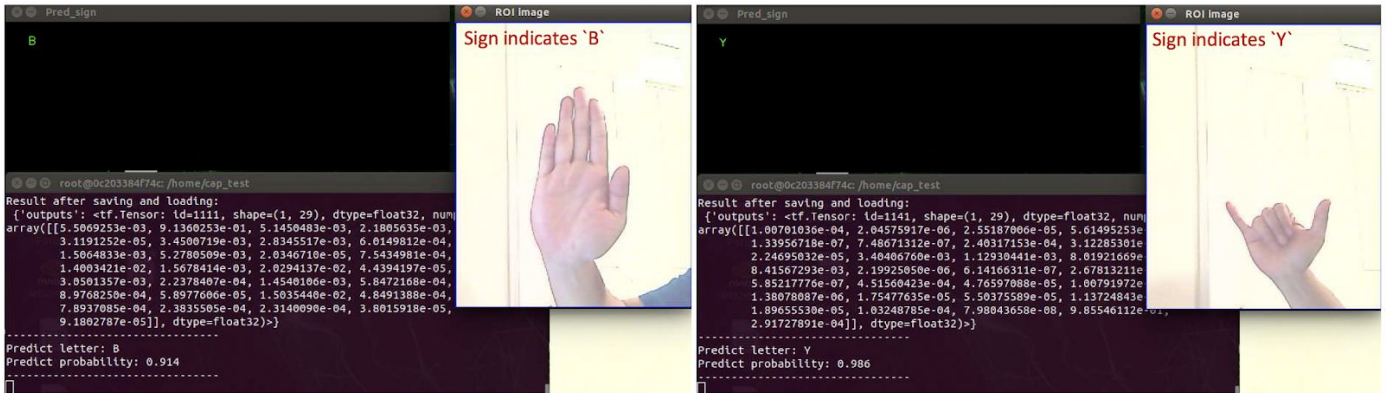 Pred_sign
B
ROI image
Sign indicates `B`
root@0c203384f74c: /home/cap_test
Result after saving and loading:
{'outputs': <tf.Tensor: id=1111, shape=(1, 29), dtype=float32, num
array([[5.5069253e-03, 9.1360253e-01, 5.1450483e-03, 2.1805635e-03,
3.1191252e-05, 3.4500719e-03, 2.8345517e-03, 6.0149812e-04,
1.5064833e-03, 5.2780509e-03, 2.0346710e-05, 7.5434981e-04,
1.4003421e-02, 1.5678414e-03, 2.0294137e-02, 4.4394197e-05,
3.0501357e-03, 2.2378407e-04, 1.4540106e-03, 5.8472168e-04,
8.9768250e-04, 5.8977606e-05, 1.5035440e-02, 4.8491388e-04,
7.8937085e-04, 2.3835505e-04, 2.3140090e-04, 3.8015918e-05,
9.1802787e-05]], dtype=float32)>}
--------------------------------
Predict letter: B
Predict probability: 0.914
--------------------------------
Pred_sign
Y
ROI image
Sign indicates `Y`
root@0c203384f74c: /home/cap_test
Result after saving and loading:
{'outputs': <tf.Tensor: id=1141, shape=(1, 29), dtype=float32, num
array([[1.00701036e-04, 2.04575917e-06, 2.55187006e-05, 5.61495253e
1.33956718e-07, 7.48671312e-07, 2.40317153e-04, 3.12285301e
2.24695032e-05, 3.40406760e-03, 1.12930441e-03, 8.01921669e
8.41567293e-03, 2.19925050e-06, 6.14166311e-07, 2.67813211e
5.85217776e-07, 4.51560423e-04, 4.76597088e-05, 1.00791972e
1.38078087e-06, 1.75477635e-05, 5.50375589e-05, 1.13724843e
1.89655530e-05, 1.03248785e-04, 7.98043658e-08, 9.85546112e-01,
2.91727891e-04]], dtype=float32)>}
--------------------------------
Predict letter: Y
Predict probability: 0.986
--------------------------------